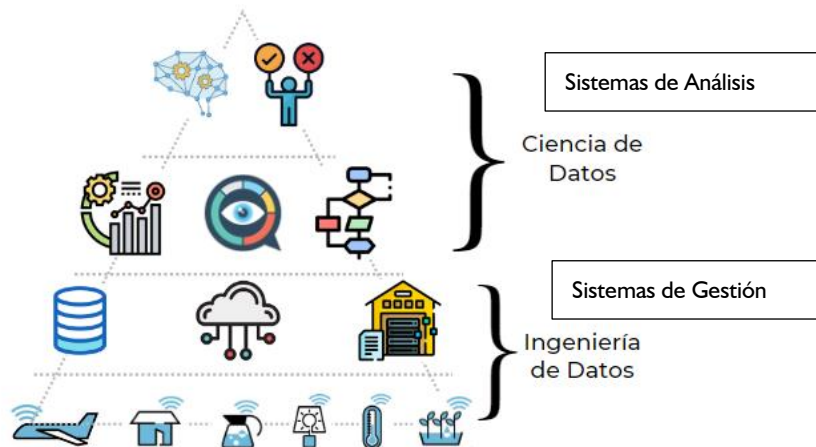 Sistemas de Análisis
Ciencia de
Datos
Sistemas de Gestión
Ingeniería
de Datos